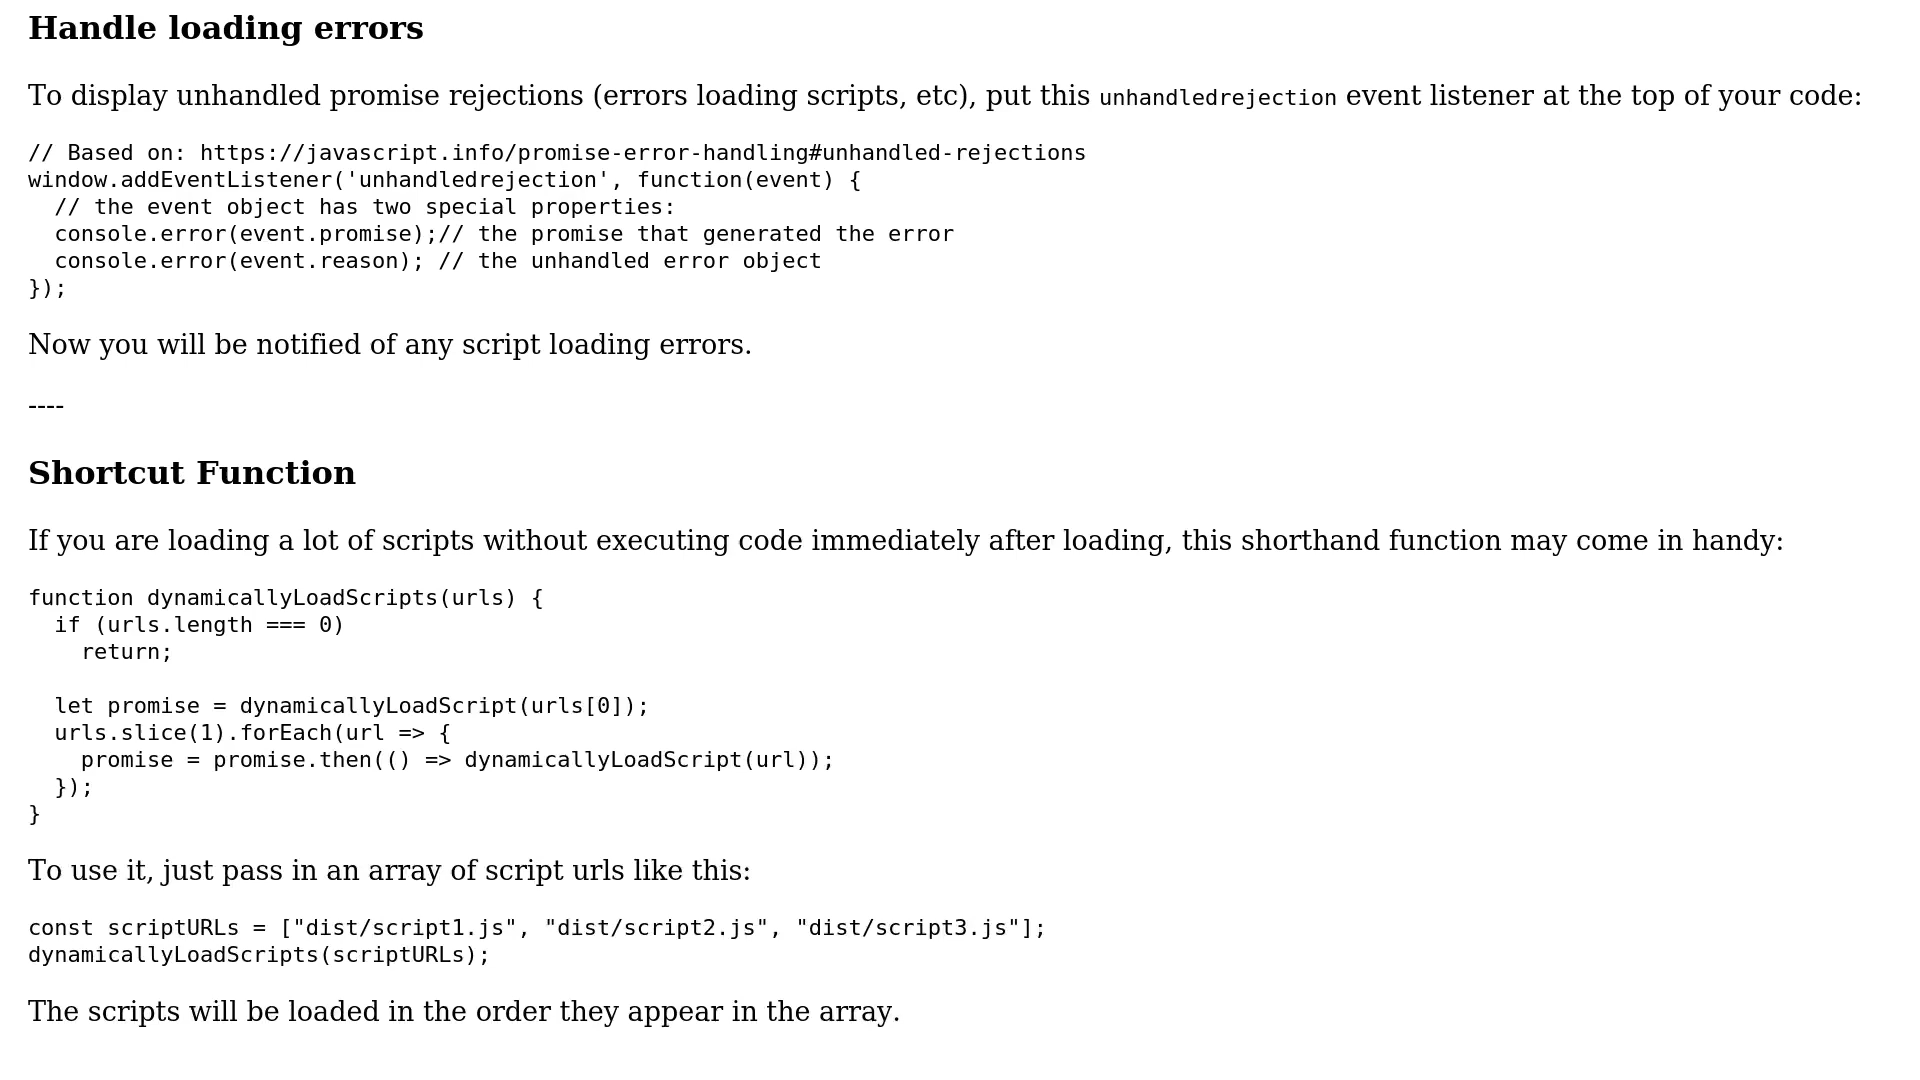 Handle loading errors
To display unhandled promise rejections (errors loading scripts, etc), put this unhandledrejection event listener at the top of your code:
// Based on: https://javascript.info/promise-error-handling#unhandled-rejections
window.addEventListener('unhandledrejection', function(event) {
  // the event object has two special properties:
  console.error(event.promise);// the promise that generated the error
  console.error(event.reason); // the unhandled error object
});
Now you will be notified of any script loading errors.
----
Shortcut Function
If you are loading a lot of scripts without executing code immediately after loading, this shorthand function may come in handy:
function dynamicallyLoadScripts(urls) {
  if (urls.length === 0)
    return;

  let promise = dynamicallyLoadScript(urls[0]);
  urls.slice(1).forEach(url => {
    promise = promise.then(() => dynamicallyLoadScript(url));
  });
}
To use it, just pass in an array of script urls like this:
const scriptURLs = ["dist/script1.js", "dist/script2.js", "dist/script3.js"];
dynamicallyLoadScripts(scriptURLs);
The scripts will be loaded in the order they appear in the array.